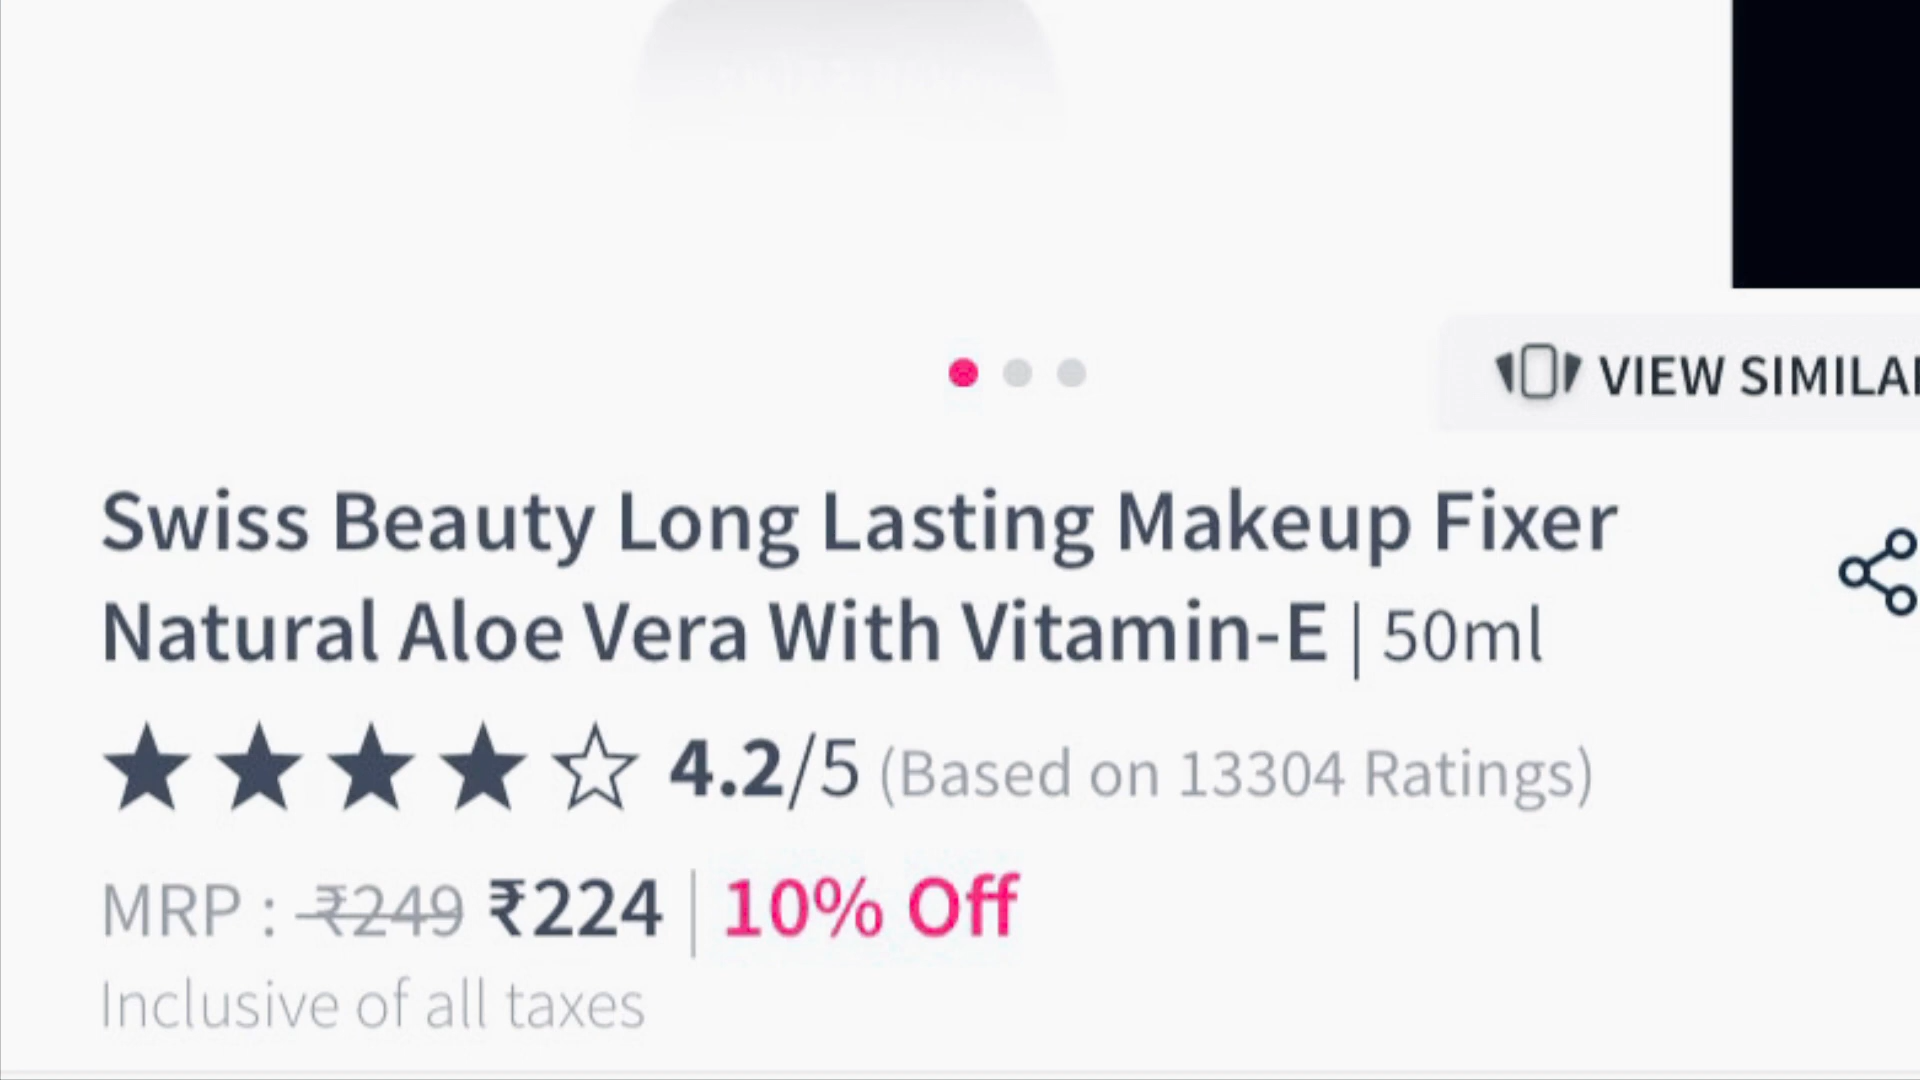 VIEW SIMILAR
Swiss Beauty Long Lasting Makeup Fixer
Natural Aloe Vera With Vitamin-E | 50ml
4.2/5 (Based on 13304 Ratings)
MRP : ₹249 ₹224 | 10% Off
Inclusive of all taxes